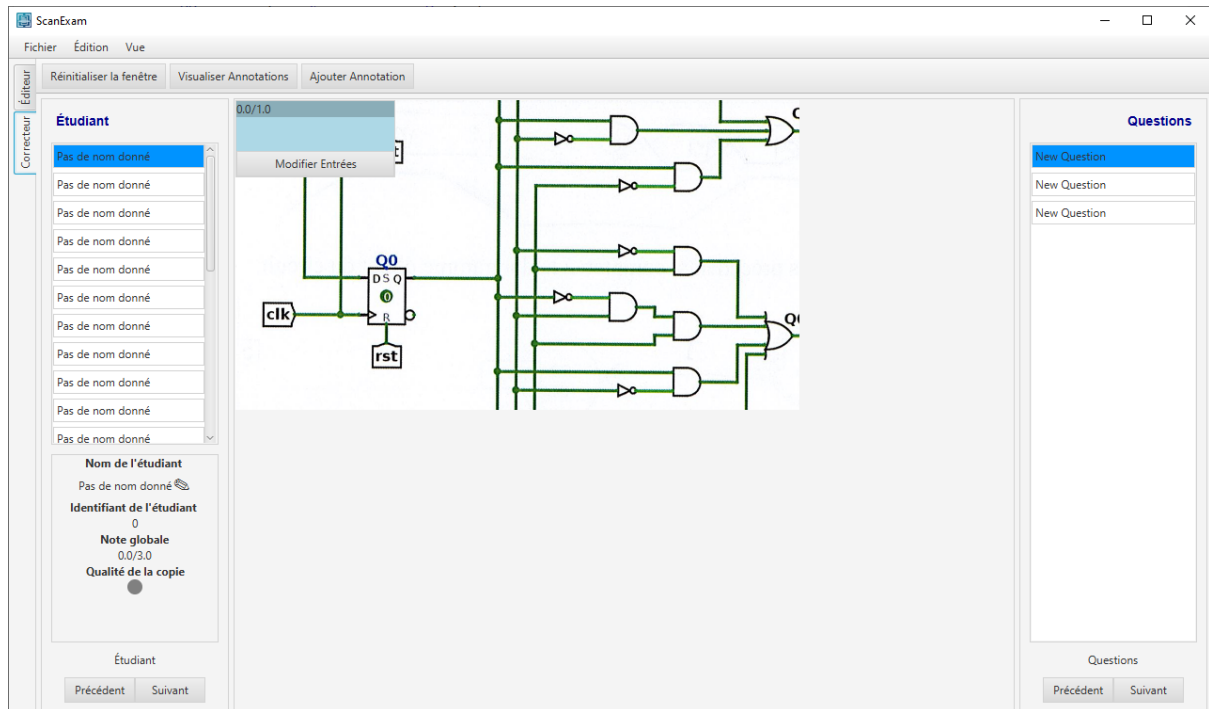 ScanExam
Fichier Édition Vue
Réinitialiser la fenêtre Visualiser Annotations Ajouter Annotation
Éditeur
Correcteur
Étudiant
Pas de nom donné
Pas de nom donné
Pas de nom donné
Pas de nom donné
Pas de nom donné
Pas de nom donné
Pas de nom donné
Pas de nom donné
Pas de nom donné
Pas de nom donné
Pas de nom donné
Nom de l'étudiant
Pas de nom donné
Identifiant de l'étudiant
0
Note globale
0.0/3.0
Qualité de la copie
Étudiant
Précédent Suivant
0.0/1.0
Modifier Entrées
Q0
D S Q
0
R
clk
rst
Questions
New Question
New Question
New Question
Questions
Précédent Suivant